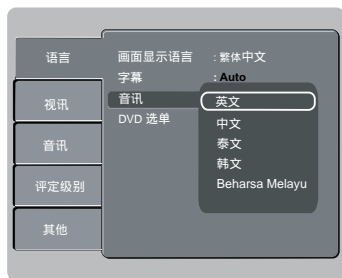 语言
视讯
音讯
评定级别
其他
画面显示语言 : 繁体中文
字幕 : Auto
音讯
DVD 选单
英文
中文
泰文
韩文
Beharsa Melayu